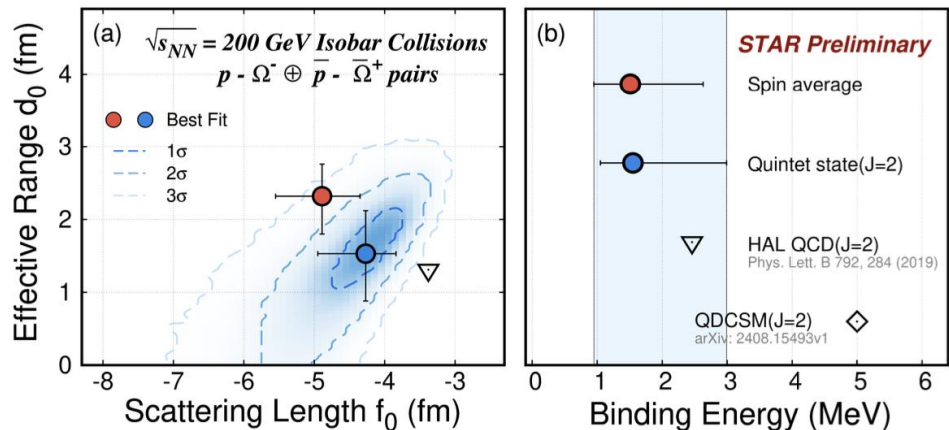 (a)
√sNN = 200 GeV Isobar Collisions
p - Ω⁻ ⊕ p̅ - Ω̅⁺ pairs
Best Fit
1σ
2σ
3σ
Effective Range d₀ (fm)
4
3
2
1
0
-8 -7 -6 -5 -4 -3
Scattering Length f₀ (fm)
(b)
STAR Preliminary
Spin average
Quintet state(J=2)
HAL QCD(J=2)
Phys. Lett. B 792, 284 (2019)
QDCSM(J=2)
arXiv: 2408.15493v1
0 1 2 3 4 5 6
Binding Energy (MeV)